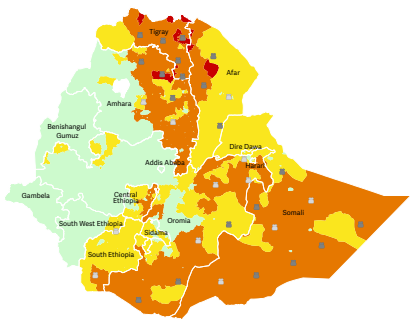 Tigray
Afar
Amhara
Benishangul
Gumuz
Dire Dawa
Addis Ababa
Harari
Gambela
Central
Ethiopia
Somali
South West Ethiopia
Oromia
Sidama
South Ethiopia